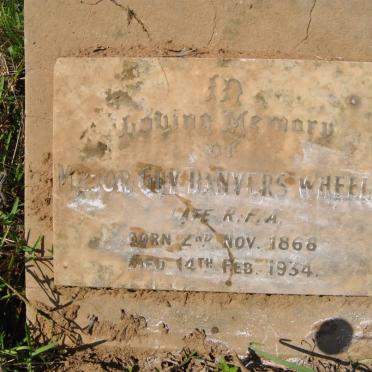 In
Loving Memory
of
MAJOR GUY DANVERS WHEEL
LATE R.F.A.
BORN 2ND NOV. 1868
DIED 14TH FEB. 1934.